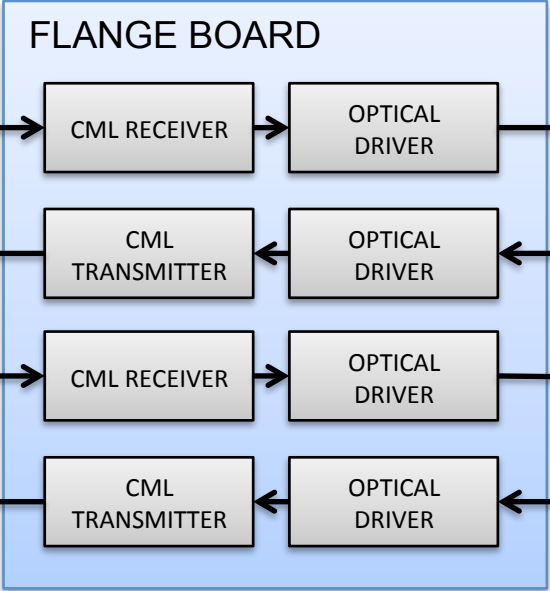 FLANGE BOARD
CML RECEIVER
OPTICAL
DRIVER
CML
TRANSMITTER
OPTICAL
DRIVER
CML RECEIVER
OPTICAL
DRIVER
CML
TRANSMITTER
OPTICAL
DRIVER